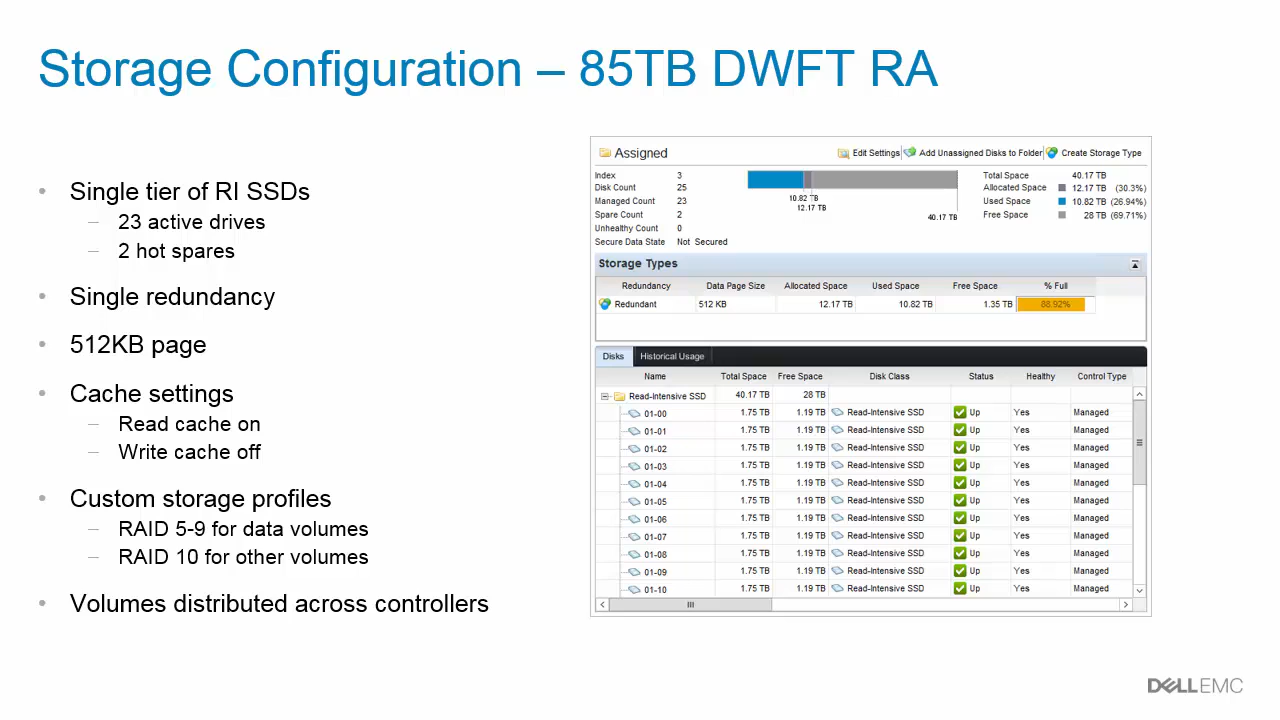 Storage Configuration – 85TB DWFT RA
• Single tier of RI SSDs
– 23 active drives
– 2 hot spares
• Single redundancy
• 512KB page
• Cache settings
– Read cache on
– Write cache off
• Custom storage profiles
– RAID 5-9 for data volumes
– RAID 10 for other volumes
• Volumes distributed across controllers
Assigned Edit Settings Add Unassigned Disks to Folder Create Storage Type
Index 3
Disk Count 25
Managed Count 23
Spare Count 2
Unhealthy Count 0
Secure Data State Not Secured
10.82 TB
12.17 TB
40.17 TB
Total Space 40.17 TB
Allocated Space 12.17 TB (30.3%)
Used Space 10.82 TB (26.94%)
Free Space 28 TB (69.71%)
Storage Types
Redundancy Data Page Size Allocated Space Used Space Free Space % Full
Redundant 512 KB 12.17 TB 10.82 TB 1.35 TB 88.92%
Disks Historical Usage
Name Total Space Free Space Disk Class Status Healthy Control Type
Read-Intensive SSD 40.17 TB 28 TB
01-00 1.75 TB 1.19 TB Read-Intensive SSD Up Yes Managed
01-01 1.75 TB 1.19 TB Read-Intensive SSD Up Yes Managed
01-02 1.75 TB 1.19 TB Read-Intensive SSD Up Yes Managed
01-03 1.75 TB 1.19 TB Read-Intensive SSD Up Yes Managed
01-04 1.75 TB 1.19 TB Read-Intensive SSD Up Yes Managed
01-05 1.75 TB 1.19 TB Read-Intensive SSD Up Yes Managed
01-06 1.75 TB 1.19 TB Read-Intensive SSD Up Yes Managed
01-07 1.75 TB 1.19 TB Read-Intensive SSD Up Yes Managed
01-08 1.75 TB 1.19 TB Read-Intensive SSD Up Yes Managed
01-09 1.75 TB 1.19 TB Read-Intensive SSD Up Yes Managed
01-10 1.75 TB 1.19 TB Read-Intensive SSD Up Yes Managed
DELLEMC